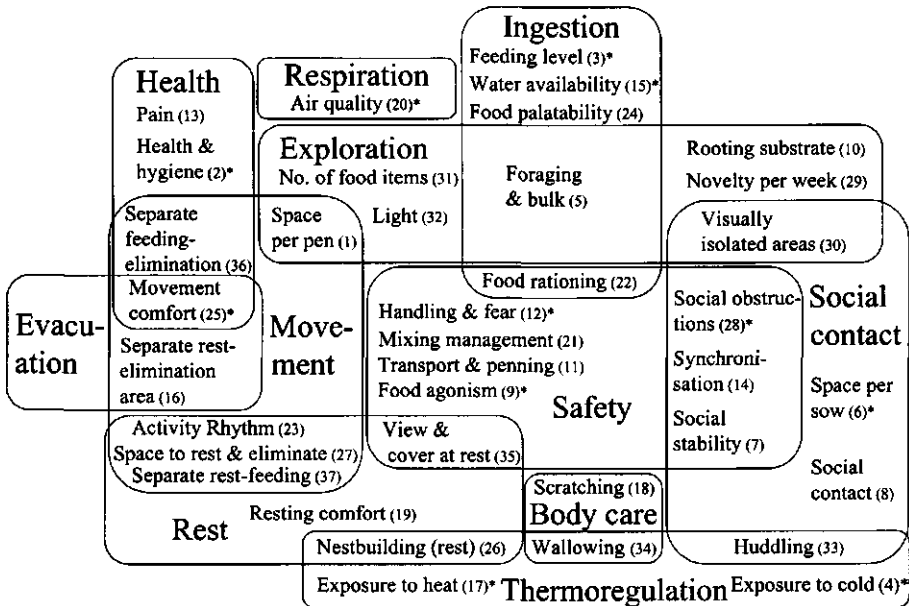 Ingestion
Feeding level (3)*
Water availability (15)*
Food palatability (24)
Health
Pain (13)
Health &
hygiene (2)*
Respiration
Air quality (20)*
Exploration
No. of food items (31)
Foraging
& bulk (5)
Rooting substrate (10)
Novelty per week (29)
Separate
feeding-
elimination (36)
Space
per pen (1)
Light (32)
Visually
isolated areas (30)
Food rationing (22)
Movement
comfort (25)*
Evacu-
ation
Move-
ment
Separate rest-
elimination
area (16)
Handling & fear (12)*
Mixing management (21)
Transport & penning (11)
Food agonism (9)*
Safety
Social obstruc-
tions (28)*
Synchroni-
sation (14)
Social
stability (7)
Social
contact
Space per
sow (6)*
Social
contact (8)
Activity Rhythm (23)
Space to rest & eliminate (27)
Separate rest-feeding (37)
View &
cover at rest (35)
Rest
Resting comfort (19)
Scratching (18)
Body care
Wallowing (34)
Nestbuilding (rest) (26)
Huddling (33)
Exposure to heat (17)*
Thermoregulation
Exposure to cold (4)*